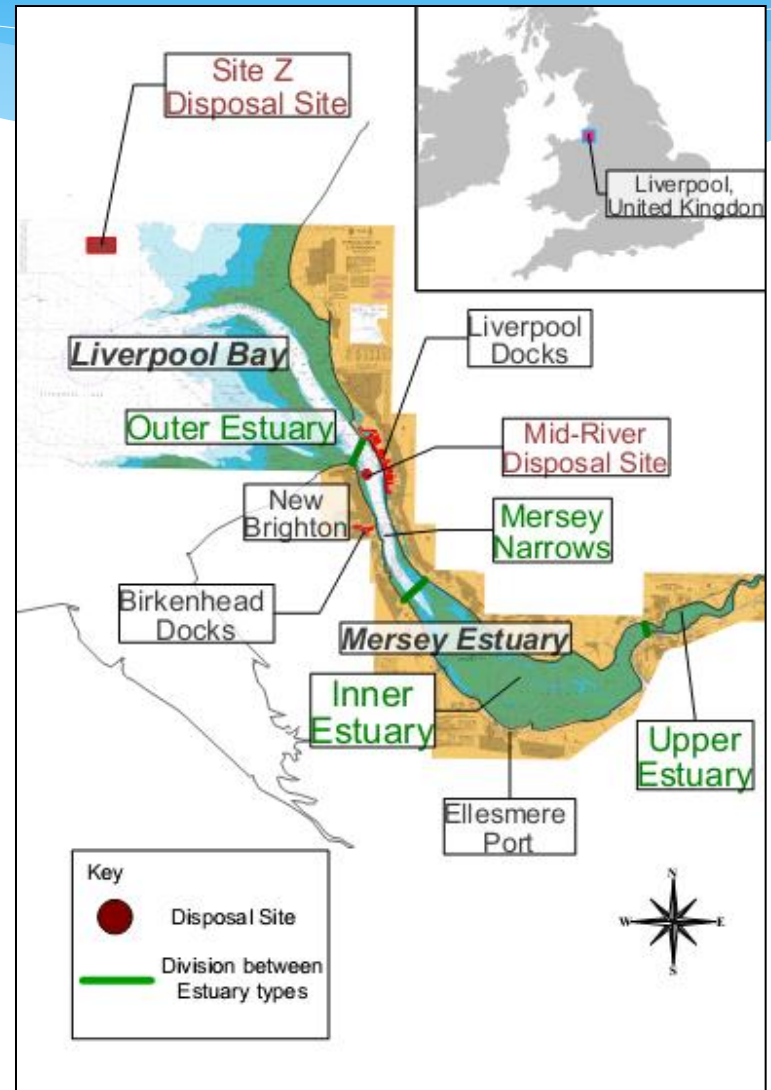 Site Z
Disposal Site
Liverpool,
United Kingdom
Liverpool Bay
Liverpool
Docks
Outer Estuary
Mid-River
Disposal Site
New
Brighton
Mersey
Narrows
Birkenhead
Docks
Mersey Estuary
Inner
Estuary
Upper
Estuary
Ellesmere
Port
Key
Disposal Site
Division between
Estuary types
N
W
E
S